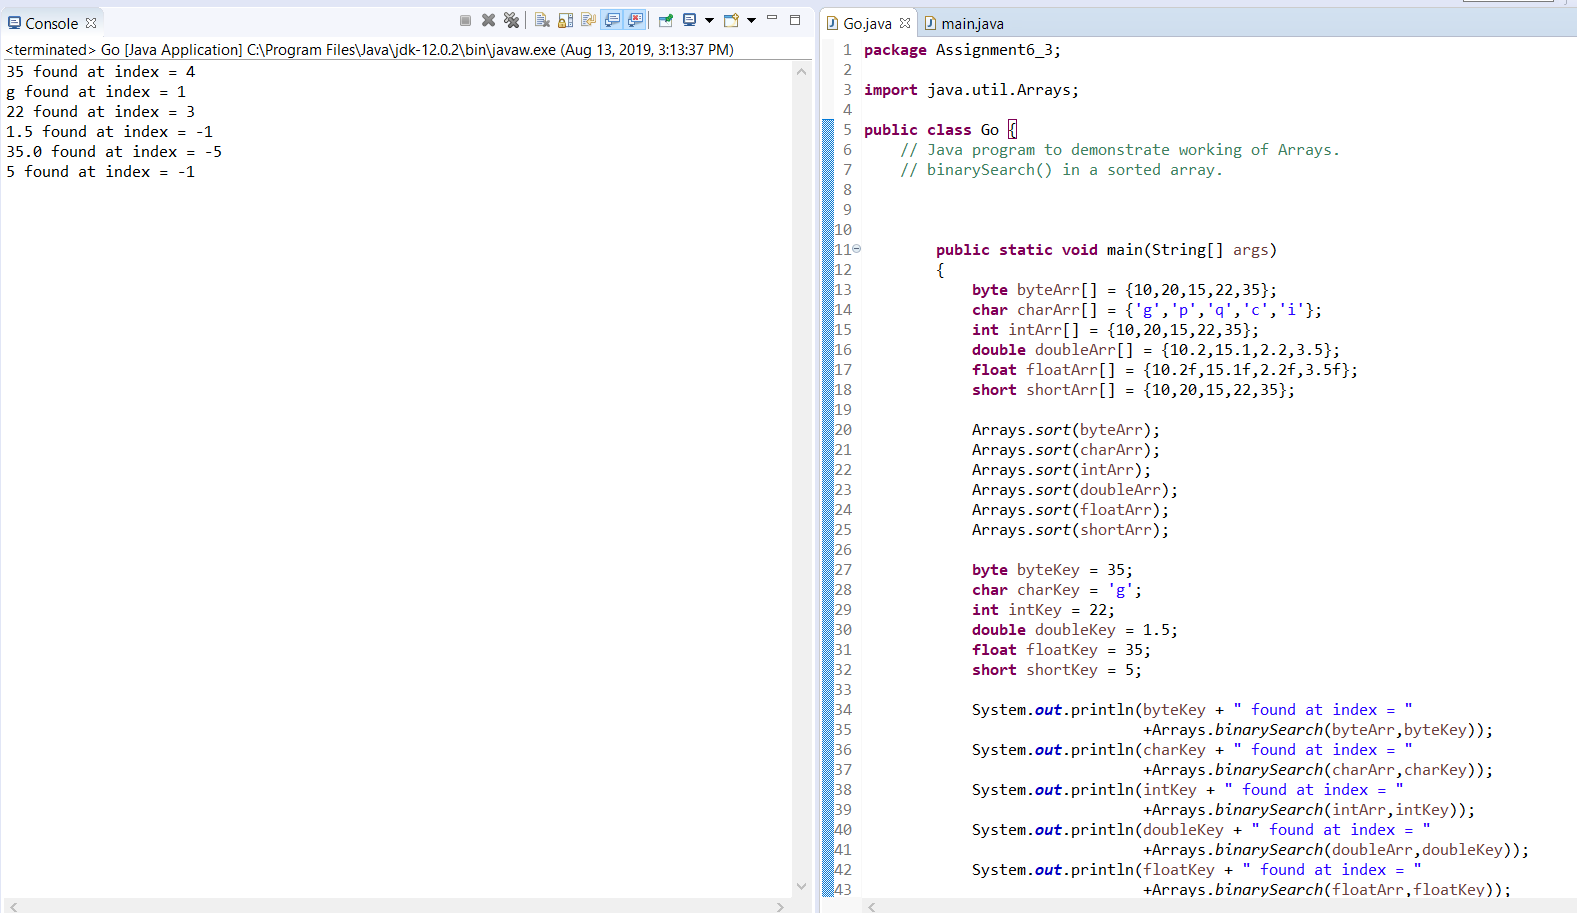 Console
<terminated> Go [Java Application] C:\Program Files\Java\jdk-12.0.2\bin\javaw.exe (Aug 13, 2019, 3:13:37 PM)
35 found at index = 4
g found at index = 1
22 found at index = 3
1.5 found at index = -1
35.0 found at index = -5
5 found at index = -1
Go.java main.java
1 package Assignment6_3;
2
3 import java.util.Arrays;
4
5 public class Go {
6 // Java program to demonstrate working of Arrays.
7 // binarySearch() in a sorted array.
8
9
10
11 public static void main(String[] args)
12 {
13 byte byteArr[] = {10,20,15,22,35};
14 char charArr[] = {'g','p','q','c','i'};
15 int intArr[] = {10,20,15,22,35};
16 double doubleArr[] = {10.2,15.1,2.2,3.5};
17 float floatArr[] = {10.2f,15.1f,2.2f,3.5f};
18 short shortArr[] = {10,20,15,22,35};
19
20 Arrays.sort(byteArr);
21 Arrays.sort(charArr);
22 Arrays.sort(intArr);
23 Arrays.sort(doubleArr);
24 Arrays.sort(floatArr);
25 Arrays.sort(shortArr);
26
27 byte byteKey = 35;
28 char charKey = 'g';
29 int intKey = 22;
30 double doubleKey = 1.5;
31 float floatKey = 35;
32 short shortKey = 5;
33
34 System.out.println(byteKey + " found at index = "
35 +Arrays.binarySearch(byteArr,byteKey));
36 System.out.println(charKey + " found at index = "
37 +Arrays.binarySearch(charArr,charKey));
38 System.out.println(intKey + " found at index = "
39 +Arrays.binarySearch(intArr,intKey));
40 System.out.println(doubleKey + " found at index = "
41 +Arrays.binarySearch(doubleArr,doubleKey));
42 System.out.println(floatKey + " found at index = "
43 +Arrays.binarySearch(floatArr,floatKey));